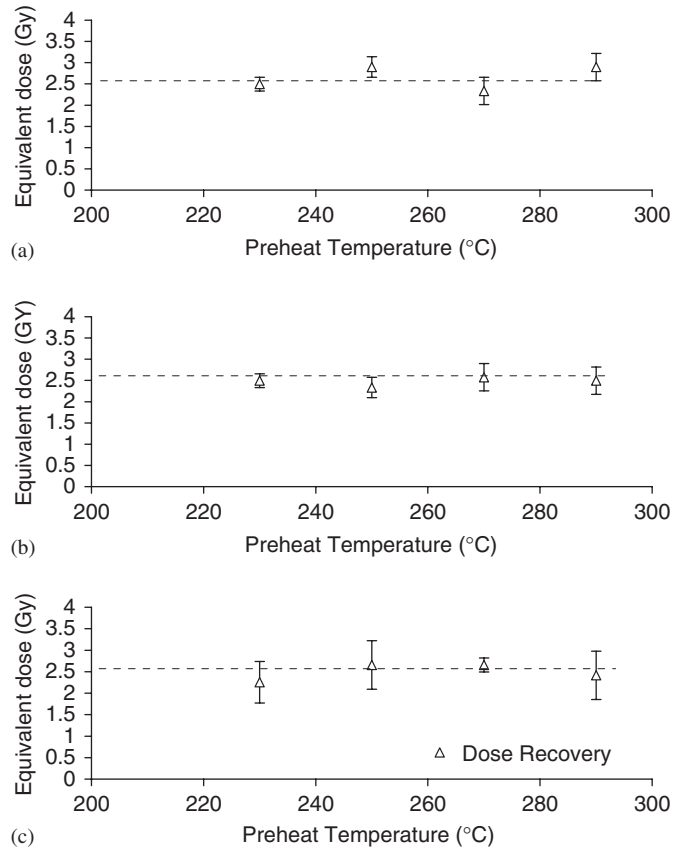 4
3.5
3
2.5
2
1.5
1
0.5
0
Equivalent dose (Gy)
200 220 240 260 280 300
Preheat Temperature (°C)
(a)
4
3.5
3
2.5
2
1.5
1
0.5
0
Equivalent dose (GY)
200 220 240 260 280 300
Preheat Temperature (°C)
(b)
4
3.5
3
2.5
2
1.5
1
0.5
0
Equivalent dose (Gy)
Dose Recovery
200 220 240 260 280 300
Preheat Temperature (°C)
(c)